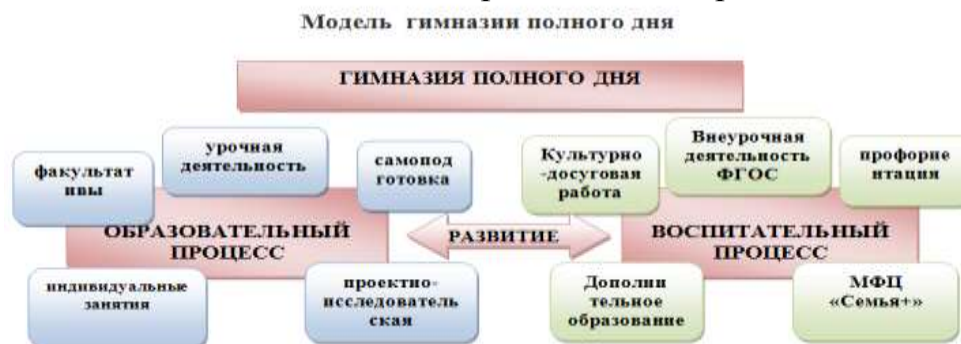 Модель гимназии полного дня
ГИМНАЗИЯ ПОЛНОГО ДНЯ
факультат
ивы
урочная
деятельность
самопод
готовка
Культурно
-досуговая
работа
Внеурочная
деятельность
ФГОС
профорие
нтация
ОБРАЗОВАТЕЛЬНЫЙ
ПРОЦЕСС
РАЗВИТИЕ
ВОСПИТАТЕЛЬНЫЙ
ПРОЦЕСС
индивидуальные
занятия
проектно-
исследователь
ская
Дополни
тельное
образование
МФЦ
«Семья+»